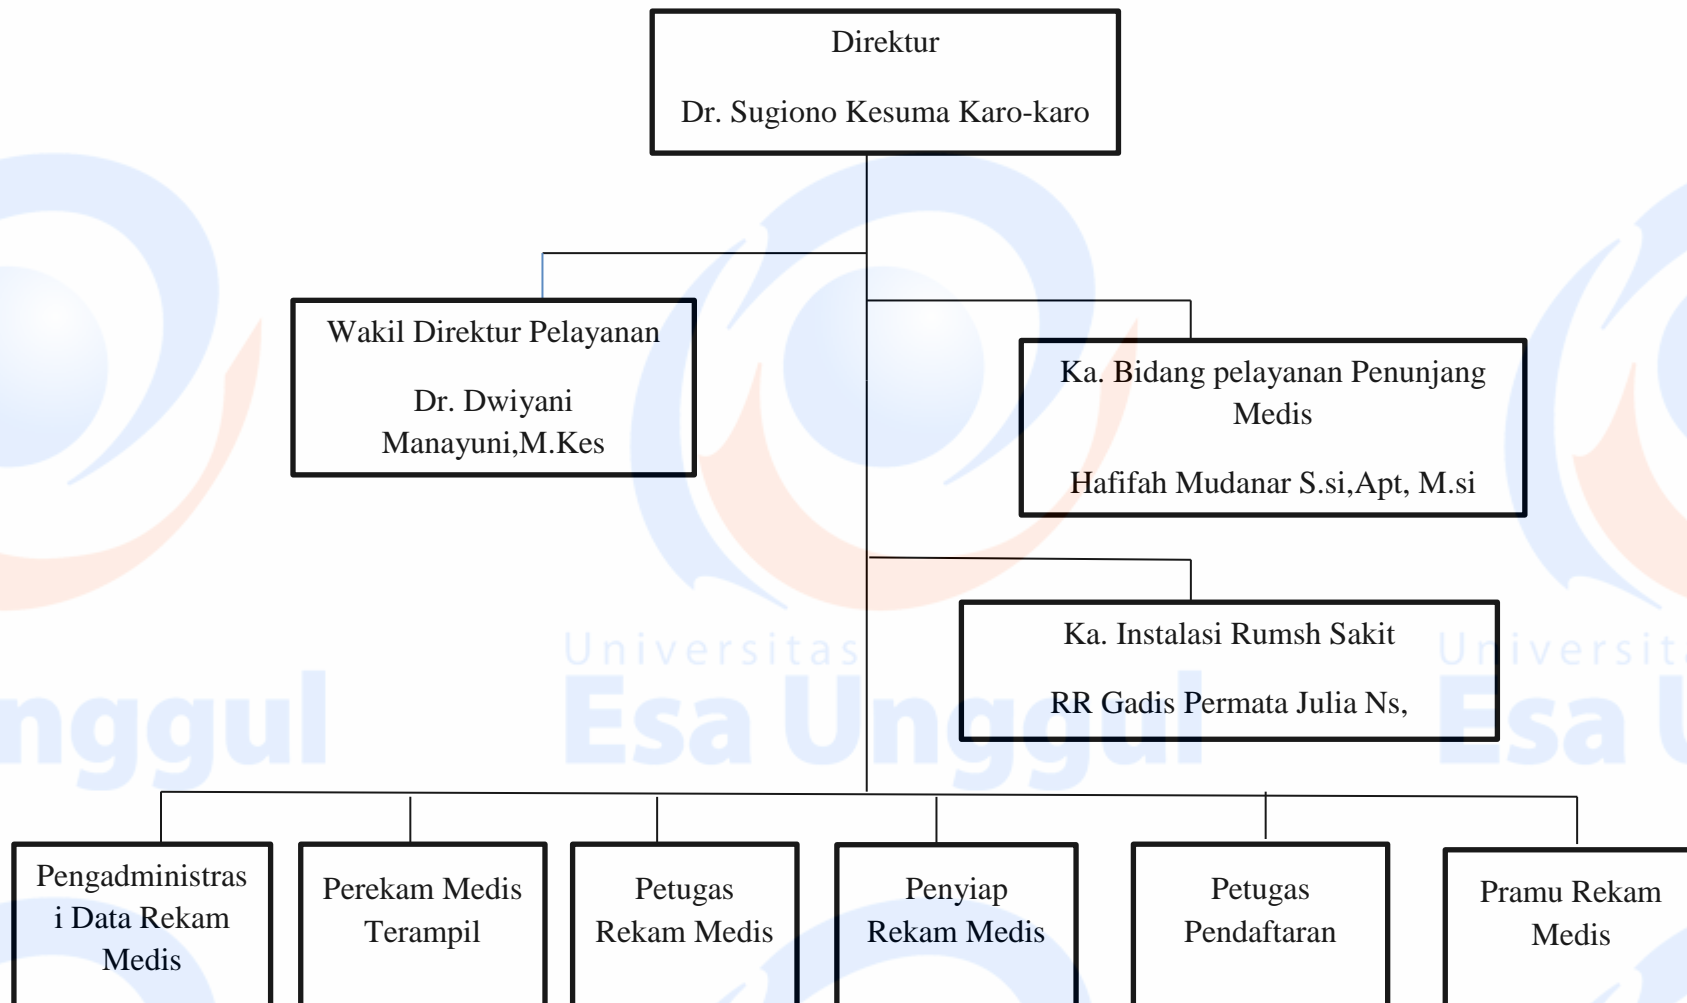 Direktur
Dr. Sugiono Kesuma Karo-karo
Wakil Direktur Pelayanan
Dr. Dwiyani
Manayuni,M.Kes
Ka. Bidang pelayanan Penunjang
Medis
Hafifah Mudanar S.si,Apt, M.si
Ka. Instalasi Rumsh Sakit
RR Gadis Permata Julia Ns,
Universitas
Esa Unggul
nggul
Universita
Esa U
Pengadministras
i Data Rekam
Medis
Perekam Medis
Terampil
Petugas
Rekam Medis
Penyiap
Rekam Medis
Petugas
Pendaftaran
Pramu Rekam
Medis